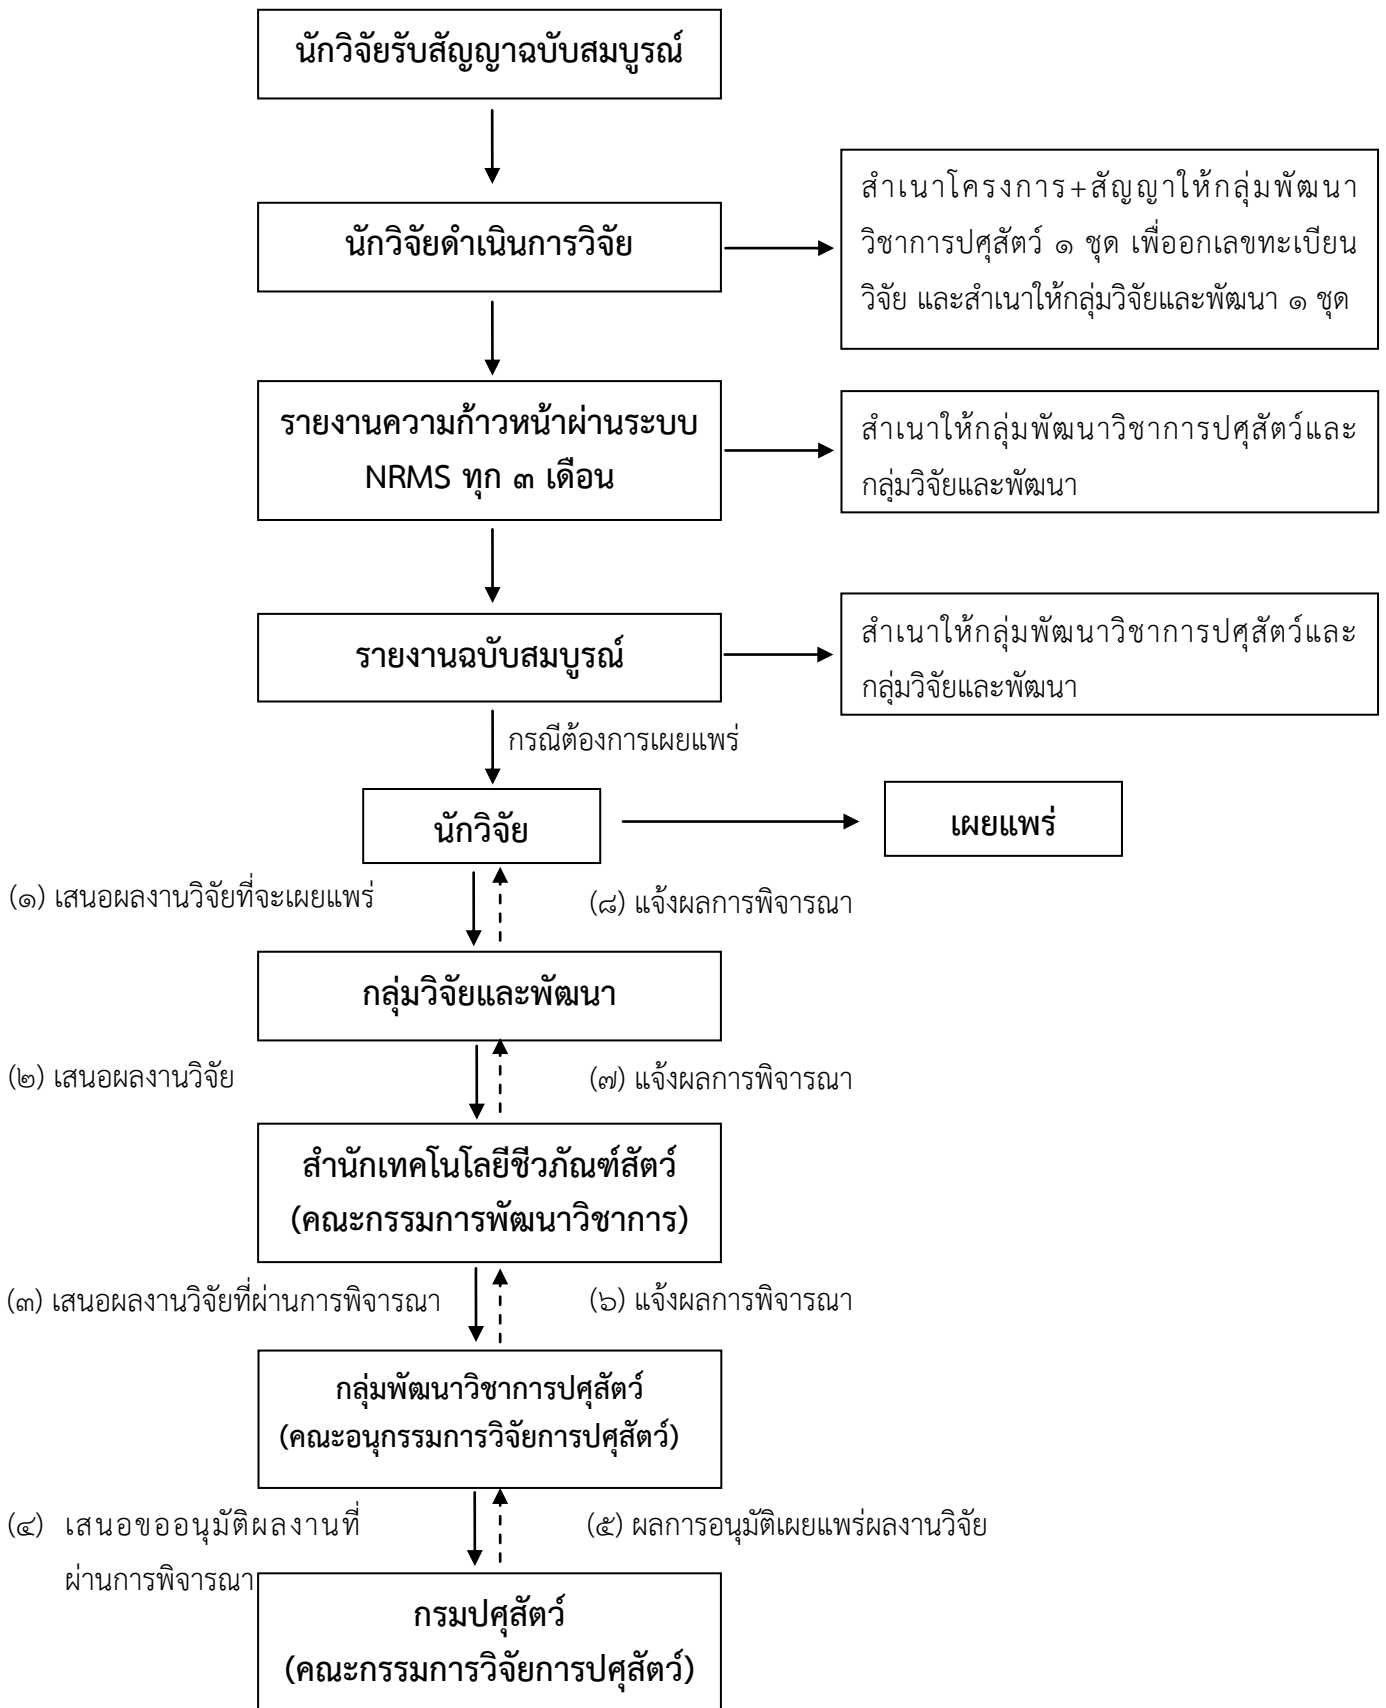 นักวิจัยรับสัญญาฉบับสมบูรณ์
นักวิจัยดำเนินการวิจัย
สำเนาโครงการ+สัญญาให้กลุ่มพัฒนา
วิชาการปศุสัตว์ ๑ ชุด เพื่ออกเลขทะเบียน
วิจัย และสำเนาให้กลุ่มวิจัยและพัฒนา ๑ ชุด
รายงานความก้าวหน้าผ่านระบบ
NRMS ทุก ๓ เดือน
สำเนาให้กลุ่มพัฒนาวิชาการปศุสัตว์และ
กลุ่มวิจัยและพัฒนา
รายงานฉบับสมบูรณ์
สำเนาให้กลุ่มพัฒนาวิชาการปศุสัตว์และ
กลุ่มวิจัยและพัฒนา
กรณีต้องการเผยแพร่
นักวิจัย
เผยแพร่
(๑) เสนอผลงานวิจัยที่จะเผยแพร่
(๘) แจ้งผลการพิจารณา
กลุ่มวิจัยและพัฒนา
(๒) เสนอผลงานวิจัย
(๗) แจ้งผลการพิจารณา
สำนักเทคโนโลยีชีวภัณฑ์สัตว์
(คณะกรรมการพัฒนาวิชาการ)
(๓) เสนอผลงานวิจัยที่ผ่านการพิจารณา
(๖) แจ้งผลการพิจารณา
กลุ่มพัฒนาวิชาการปศุสัตว์
(คณะอนุกรรมการวิจัยการปศุสัตว์)
(๔) เสนอขออนุมัติผลงานที่
ผ่านการพิจารณา
(๕) ผลการอนุมัติเผยแพร่ผลงานวิจัย
กรมปศุสัตว์
(คณะกรรมการวิจัยการปศุสัตว์)